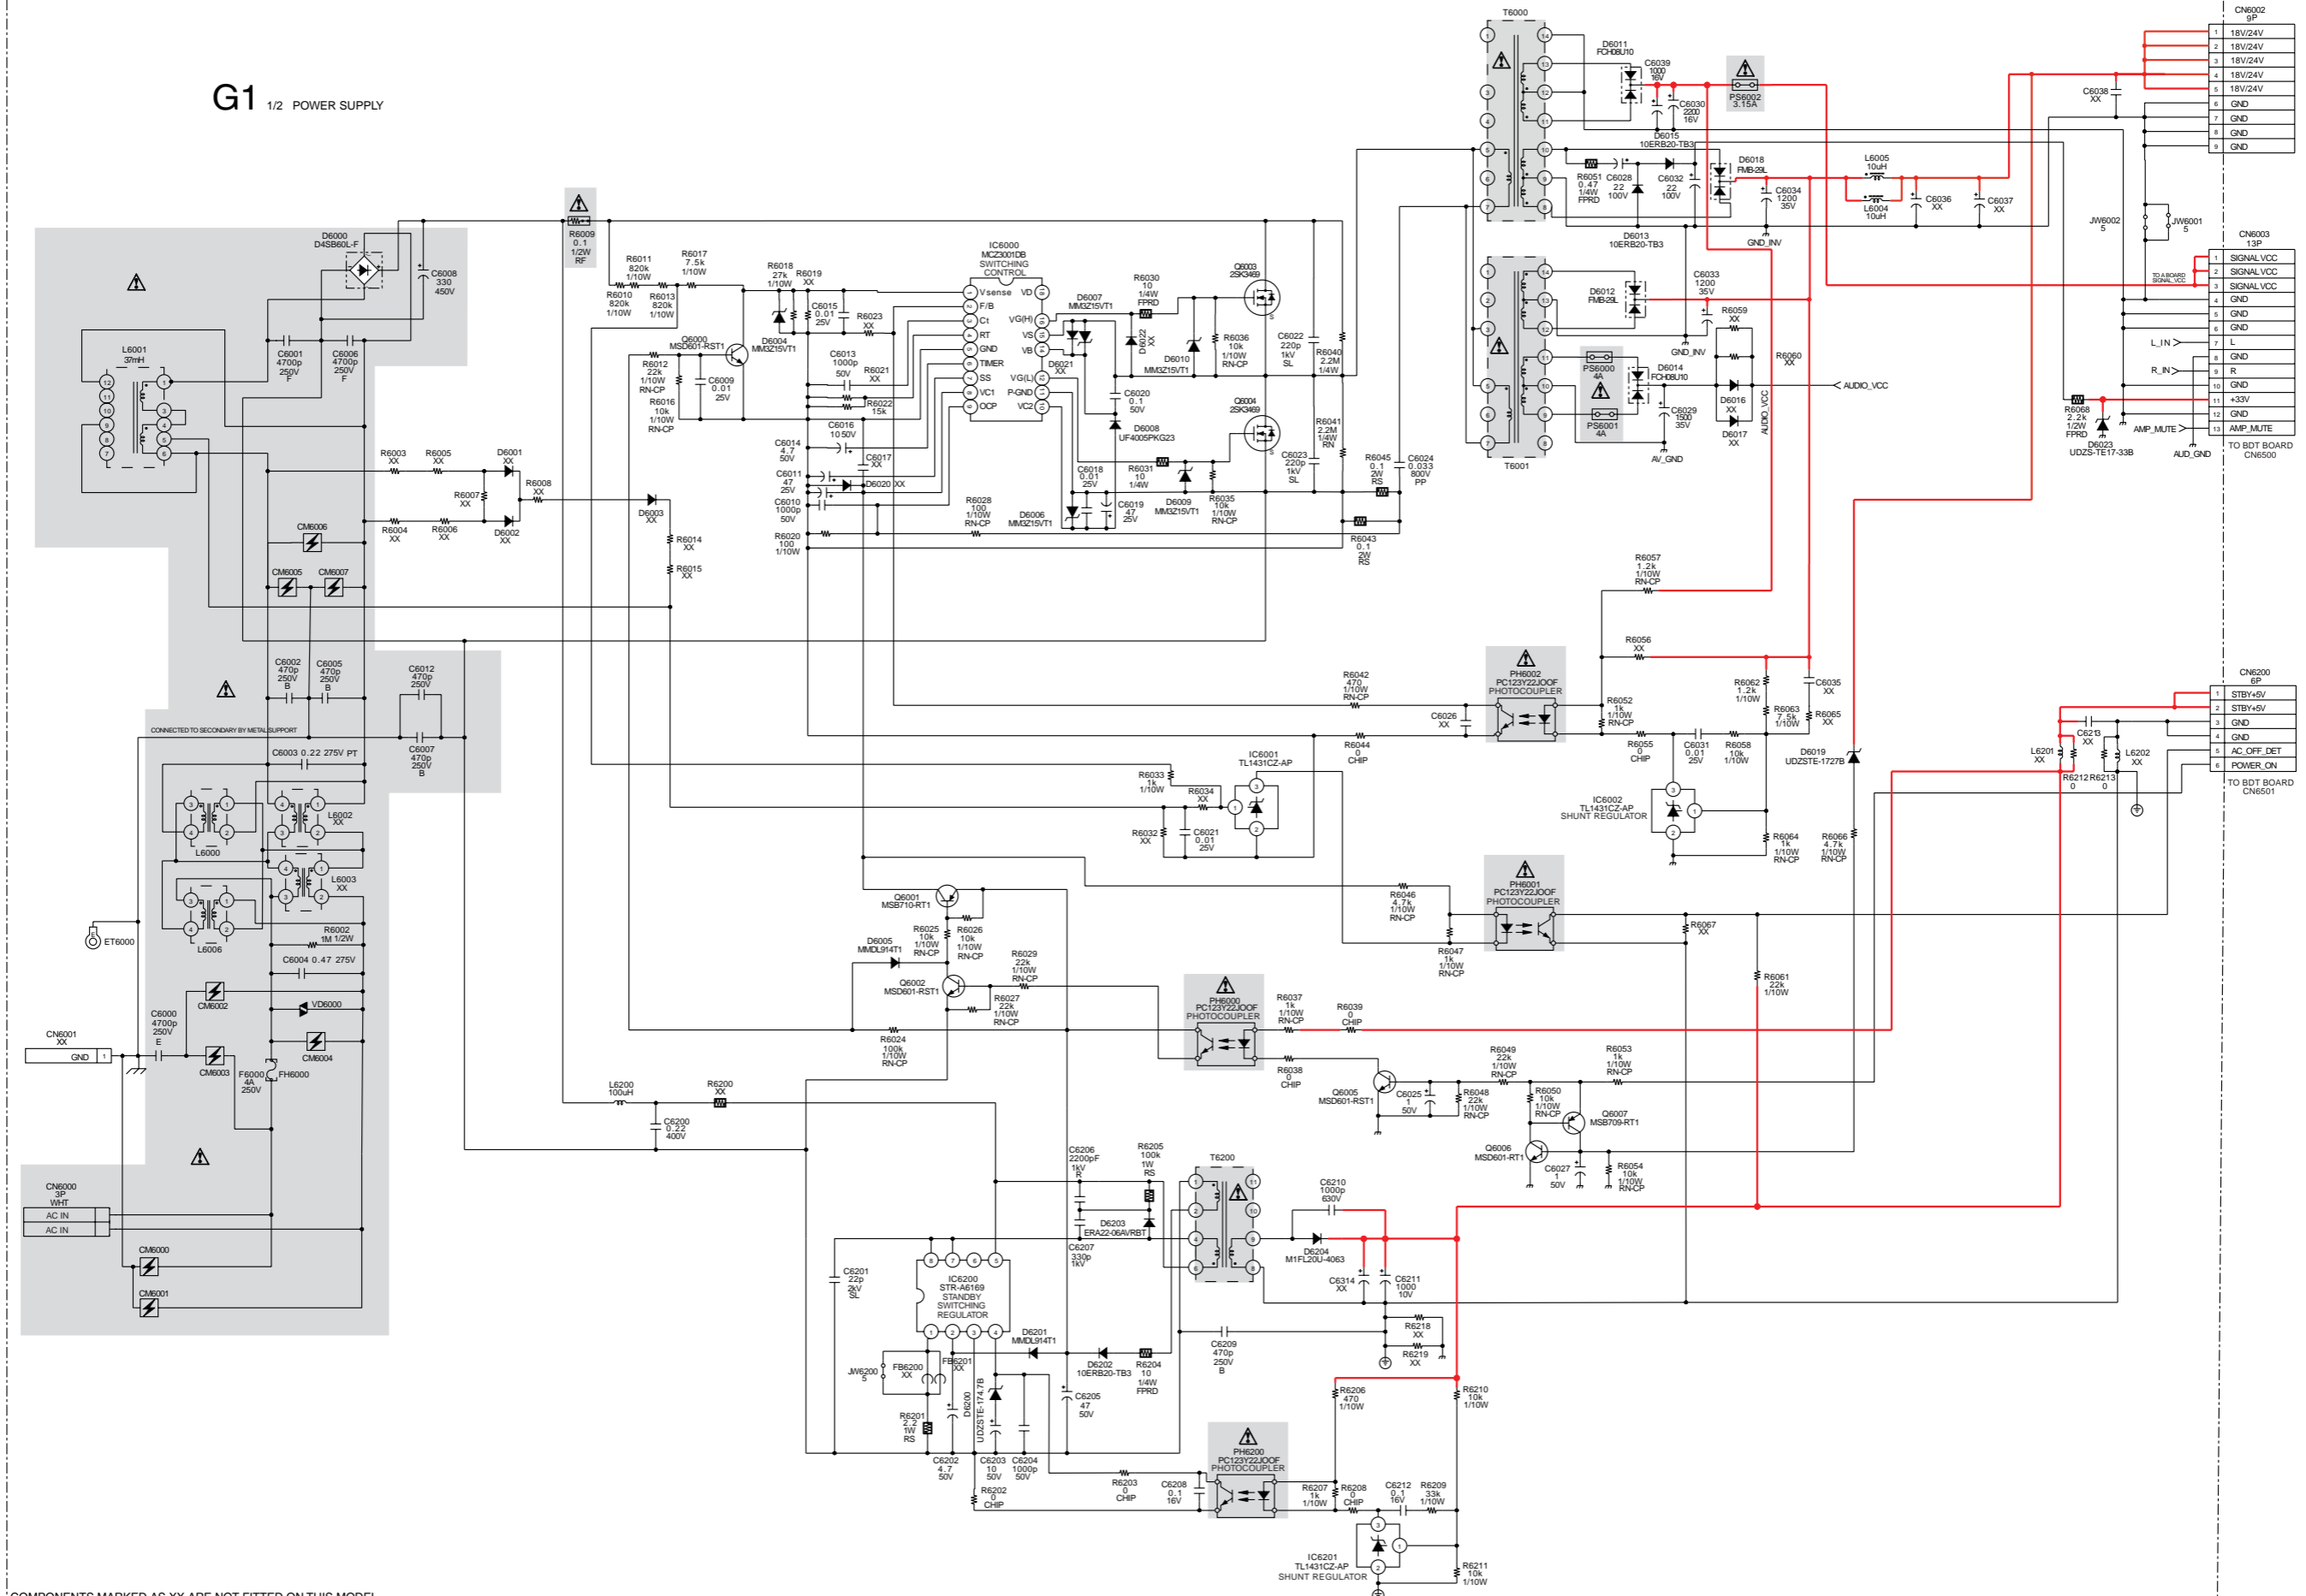 G1 1/2 POWER SUPPLY
D6000
D4SB60L-F
C6008
330
450V
L6001
37mH
C6001
4700p
250V
F
C6006
4700p
250V
F
R6003
XX
R6005
XX
D6001
XX
R6007
XX
R6008
XX
R6004
XX
R6006
XX
D6002
XX
D6003
XX
R6014
XX
R6015
XX
CM6006
CM6005
CM6007
C6002
470p
250V
B
C6005
470p
250V
B
C6012
470p
250V
CONNECTED TO SECONDARY BY METAL SUPPORT
C6007
470p
250V
B
C6003 0.22 275V PT
L6002
XX
L6000
L6003
XX
L6006
R6002
1M 1/2W
C6004 0.47 275V
ET6000
CM6002
VD6000
C6000
4700p
250V
E
CM6003
CM6004
F6000
4A
250V
FH6000
CN6001
XX
GND 1
CN6000
3P
WHT
AC IN
AC IN
CM6000
CM6001
R6009
0.1
1/2W
RF
R6011
820k
1/10W
R6017
7.5k
1/10W
R6010
820k
1/10W
R6013
820k
1/10W
R6018
27k
1/10W
R6019
XX
C6015
0.01
25V
R6023
XX
Q6000
MSD601-RST1
D6004
MM3Z15VT1
R6012
22k
1/10W
RN-CP
R6016
10k
1/10W
RN-CP
C6009
0.01
25V
C6013
1000p
50V
R6021
XX
R6022
15k
C6016
10 50V
C6014
4.7
50V
C6017
XX
C6011
47
25V
D6020 XX
C6010
1000p
50V
R6020
100
1/10W
R6028
100
1/10W
RN-CP
IC6000
MCZ3001DB
SWITCHING
CONTROL
Vsense
F/B
Ct
RT
GND
TIMER
SS
VC1
OCP
VD
VG(H)
VS
VB
VG(L)
P-GND
VC2
D6007
MM3Z15VT1
D6021
XX
R6030
10
1/4W
FPRD
D6022
XX
D6010
MM3Z15VT1
R6036
10k
1/10W
RN-CP
Q6003
2SK3469
C6020
0.1
50V
D6008
UF4005PKG23
Q6004
2SK3469
R6031
10
1/4W
C6018
0.01
25V
C6019
47
25V
D6006
MM3Z15VT1
D6009
MM3Z15VT1
R6035
10k
1/10W
RN-CP
C6022
220p
1kV
SL
R6040
2.2M
1/4W
C6023
220p
1kV
SL
R6041
2.2M
1/4W
RN
R6045
0.1
2W
RS
C6024
0.033
800V
PP
R6043
0.1
2W
RS
T6000
T6001
D6011
FCH08U10
C6039
1000
16V
C6030
2200
16V
PS6002
3.15A
D6015
10ERB20-TB3
R6051
0.47
1/4W
FPRD
C6028
22
100V
C6032
22
100V
D6013
10ERB20-TB3
D6018
FMB-29L
C6034
1200
35V
GND_INV
L6005
10uH
L6004
10uH
C6036
XX
C6037
XX
C6038
XX
JW6002
5
JW6001
5
D6012
FMB-29L
C6033
1200
35V
GND_INV
R6059
XX
R6060
XX
PS6000
4A
PS6001
4A
D6014
FCH08U10
C6029
1500
35V
D6016
XX
D6017
XX
AV_GND
AUDIO_VCC
AUDIO_VCC
CN6002
9P
1 18V/24V
2 18V/24V
3 18V/24V
4 18V/24V
5 18V/24V
6 GND
7 GND
8 GND
9 GND
CN6003
13P
TO A BOARD
SIGNAL_VCC
1 SIGNAL VCC
2 SIGNAL VCC
3 SIGNAL VCC
4 GND
5 GND
6 GND
L_IN 7 L
8 GND
R_IN 9 R
10 GND
11 +33V
12 GND
AMP_MUTE 13 AMP_MUTE
TO BDT BOARD
CN6500
R6068
2.2k
1/2W
FPRD
D6023
UDZS-TE17-33B
AUD_GND
R6057
1.2k
1/10W
RN-CP
R6056
XX
PH6002
PC123Y22JOOF
PHOTOCOUPLER
R6042
470
1/10W
RN-CP
C6026
XX
R6044
0
CHIP
R6052
1k
1/10W
RN-CP
R6055
0
CHIP
C6031
0.01
25V
R6058
10k
1/10W
R6062
1.2k
1/10W
R6063
7.5k
1/10W
C6035
XX
R6065
XX
IC6002
TL1431CZ-AP
SHUNT REGULATOR
R6064
1k
1/10W
RN-CP
D6019
UDZSTE-1727B
R6066
4.7k
1/10W
RN-CP
IC6001
TL1431CZ-AP
R6033
1k
1/10W
R6034
XX
R6032
XX
C6021
0.01
25V
CN6200
6P
1 STBY+5V
2 STBY+5V
3 GND
4 GND
5 AC_OFF_DET
6 POWER_ON
TO BDT BOARD
CN6501
C6213
XX
L6201
XX
L6202
XX
R6212
0
R6213
0
Q6001
MSB710-RT1
R6025
10k
1/10W
RN-CP
R6026
10k
1/10W
RN-CP
D6005
MMDL914T1
Q6002
MSD601-RST1
R6029
22k
1/10W
RN-CP
R6027
22k
1/10W
RN-CP
R6024
100k
1/10W
RN-CP
R6046
4.7k
1/10W
RN-CP
R6047
1k
1/10W
RN-CP
PH6001
PC123Y22JOOF
PHOTOCOUPLER
R6067
XX
R6061
22k
1/10W
PH6000
PC123Y22JOOF
PHOTOCOUPLER
R6037
1k
1/10W
RN-CP
R6039
0
CHIP
R6038
0
CHIP
Q6005
MSD601-RST1
C6025
1
50V
R6048
22k
1/10W
RN-CP
R6049
22k
1/10W
RN-CP
R6053
1k
1/10W
RN-CP
R6050
10k
1/10W
RN-CP
Q6007
MSB709-RT1
Q6006
MSD601-RT1
C6027
1
50V
R6054
10k
1/10W
RN-CP
L6200
100uH
R6200
XX
C6200
0.22
400V
C6206
2200pF
1kV
R
R6205
100k
1W
RS
D6203
ERA22-06AVRBT
C6207
330p
1kV
T6200
C6210
1000p
630V
D6204
M1FL20U-4063
C6314
XX
C6211
1000
10V
C6201
22p
2kV
SL
IC6200
STR-A6169
STANDBY
SWITCHING
REGULATOR
R6218
XX
R6219
XX
C6209
470p
250V
B
JW6200
5
FB6200
XX
FB6201
XX
D6201
MMDL914T1
D6202
10ERB20-TB3
R6204
10
1/4W
FPRD
R6201
2.2
1W
RS
D6200
UDZSTE-174.7B
C6205
47
50V
C6202
4.7
50V
C6203
10
50V
C6204
1000p
50V
R6202
0
CHIP
R6203
0
CHIP
C6208
0.1
16V
PH6200
PC123Y22JOOF
PHOTOCOUPLER
R6206
470
1/10W
R6210
10k
1/10W
R6207
1k
1/10W
R6208
0
CHIP
C6212
0.1
16V
R6209
33k
1/10W
IC6201
TL1431CZ-AP
SHUNT REGULATOR
R6211
10k
1/10W
COMPONENTS MARKED AS XX ARE NOT FITTED ON THIS MODEL